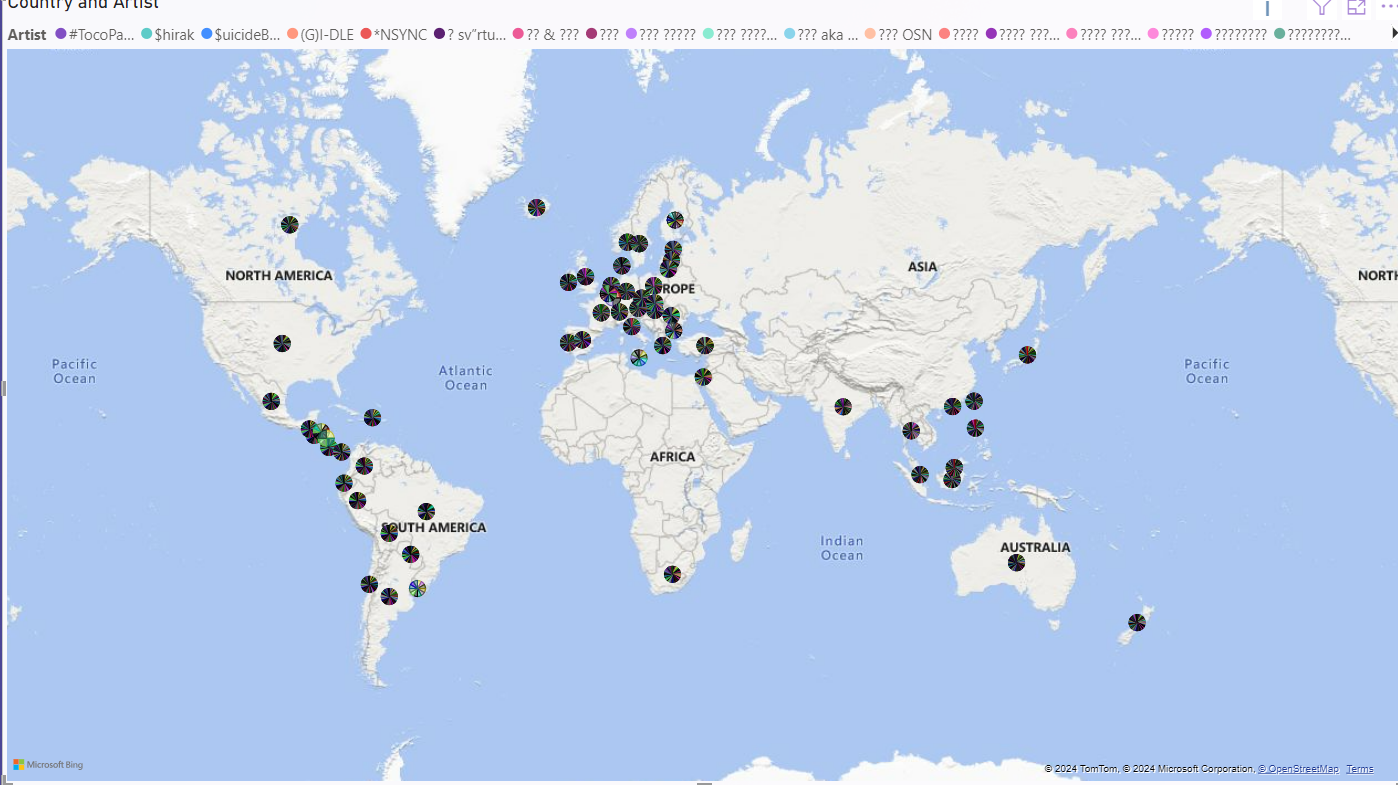 Country and Artist
Artist #TocoPa... $hirak $uicideB... (G)I-DLE *NSYNC ? sv"rtu... ?? & ??? ??? ??? ????? ??? ????... ??? aka ... ??? OSN ???? ???? ???... ???? ???... ????? ???????? ????????...
NORTH AMERICA
ASIA
NORTH
ROPE
Pacific
Ocean
Atlantic
Ocean
Pacific
Ocean
AFRICA
SOUTH AMERICA
Indian
Ocean
AUSTRALIA
Microsoft Bing
© 2024 TomTom, © 2024 Microsoft Corporation, © OpenStreetMap Terms